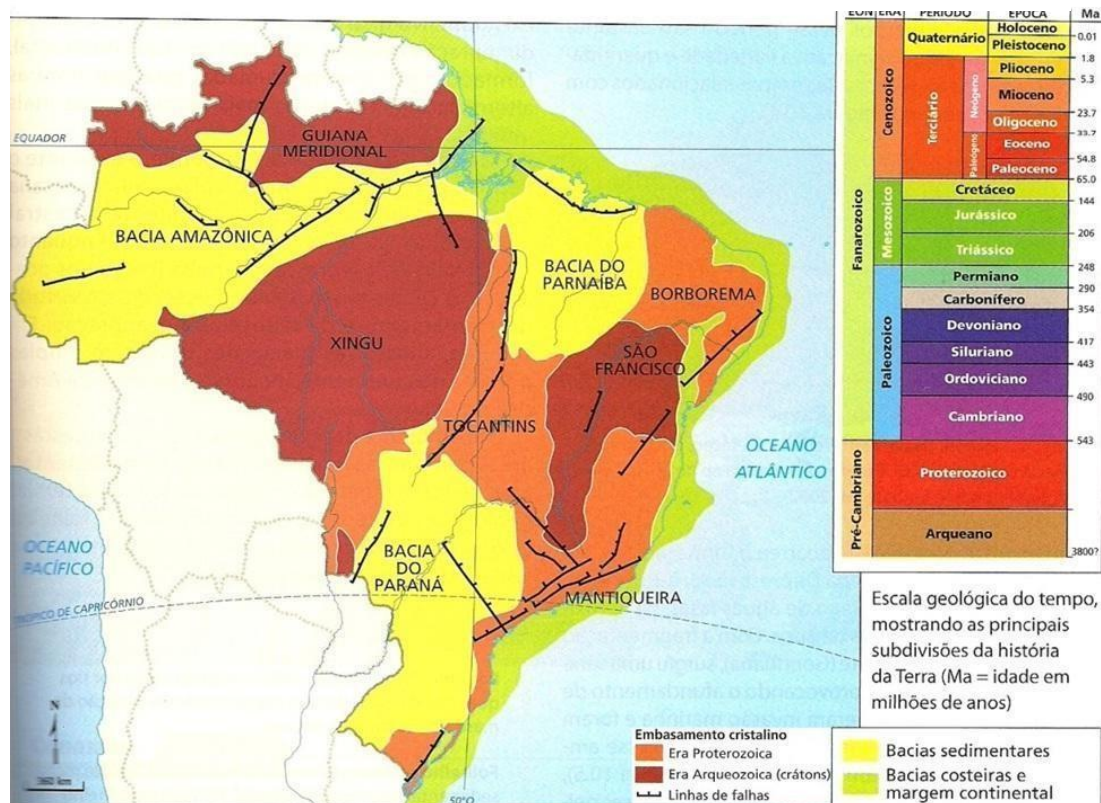 EQUADOR
GUIANA
MERIDIONAL
BACIA AMAZÔNICA
BACIA DO
PARNAÍBA
BORBOREMA
XINGU
SÃO
FRANCISCO
TOCANTINS
OCEANO
ATLÂNTICO
OCEANO
PACÍFICO
BACIA
DO
PARANÁ
TRÓPICO DE CAPRICÓRNIO
MANTIQUEIRA
N
360 km
50°O
Embasamento cristalino
Era Proterozoica
Era Arqueozoica (crátons)
Linhas de falhas
Bacias sedimentares
Bacias costeiras e
margem continental
EON ERA PERÍODO ÉPOCA Ma
Fanarozoico
Cenozoico
Quaternário
Holoceno
0.01
Pleistoceno
1.8
Terciário
Neógeno
Plioceno
5.3
Mioceno
23.7
Oligoceno
33.7
Paleógeno
Eoceno
54.8
Paleoceno
65.0
Mesozoico
Cretáceo
144
Jurássico
206
Triássico
248
Paleozoico
Permiano
290
Carbonífero
354
Devoniano
417
Siluriano
443
Ordoviciano
490
Cambriano
543
Pré-Cambriano
Proterozoico
Arqueano
3800?
Escala geológica do tempo,
mostrando as principais
subdivisões da história
da Terra (Ma = idade em
milhões de anos)